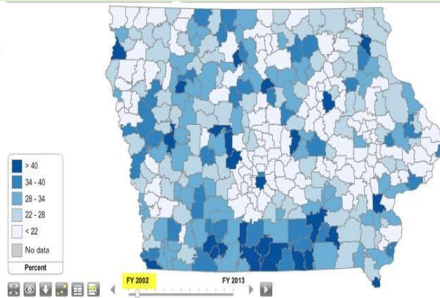 > 40
34 - 40
28 - 34
22 - 28
< 22
No data
Percent
FY 2002
FY 2013